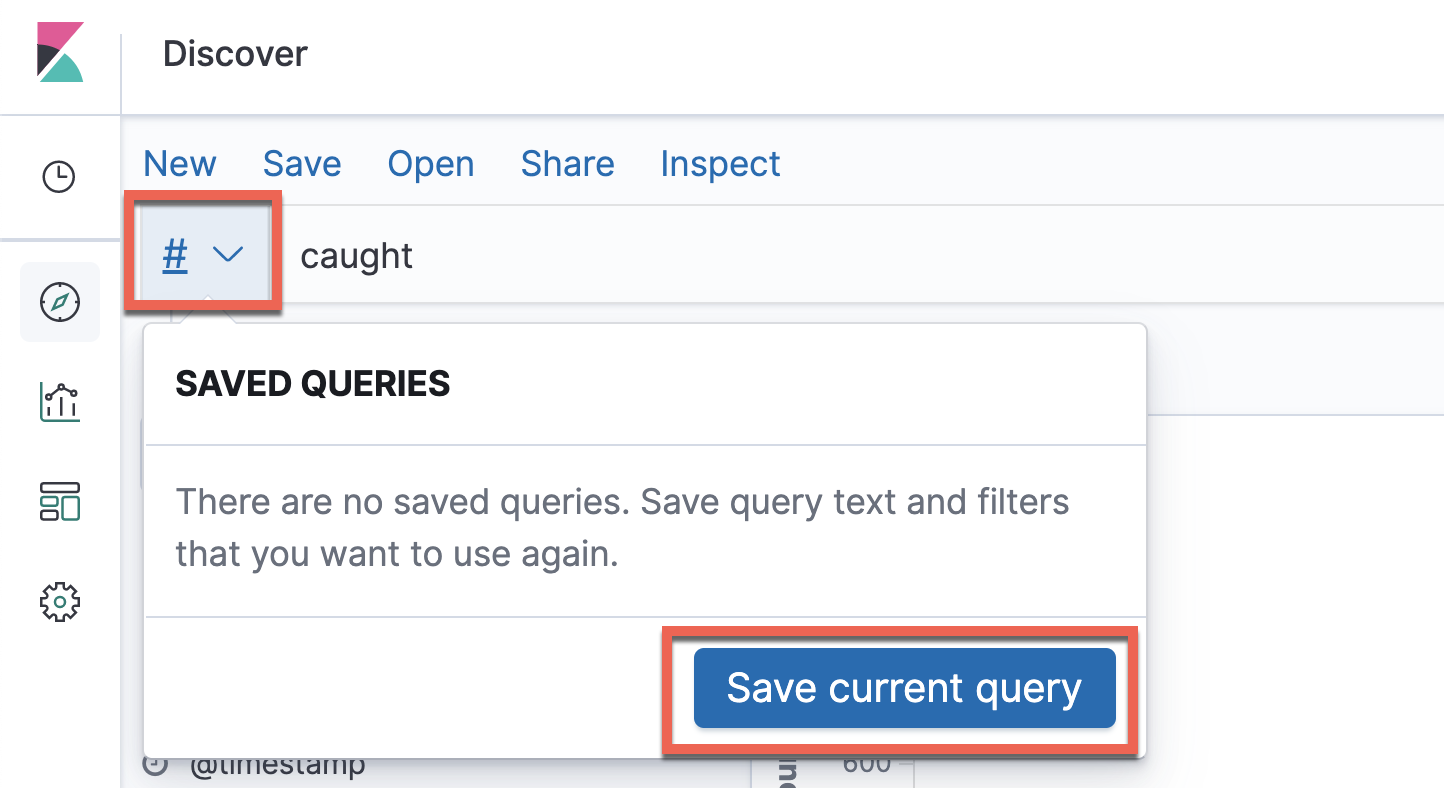 Discover
New Save Open Share Inspect
# caught
SAVED QUERIES
There are no saved queries. Save query text and filters
that you want to use again.
Save current query
@timestamp
600